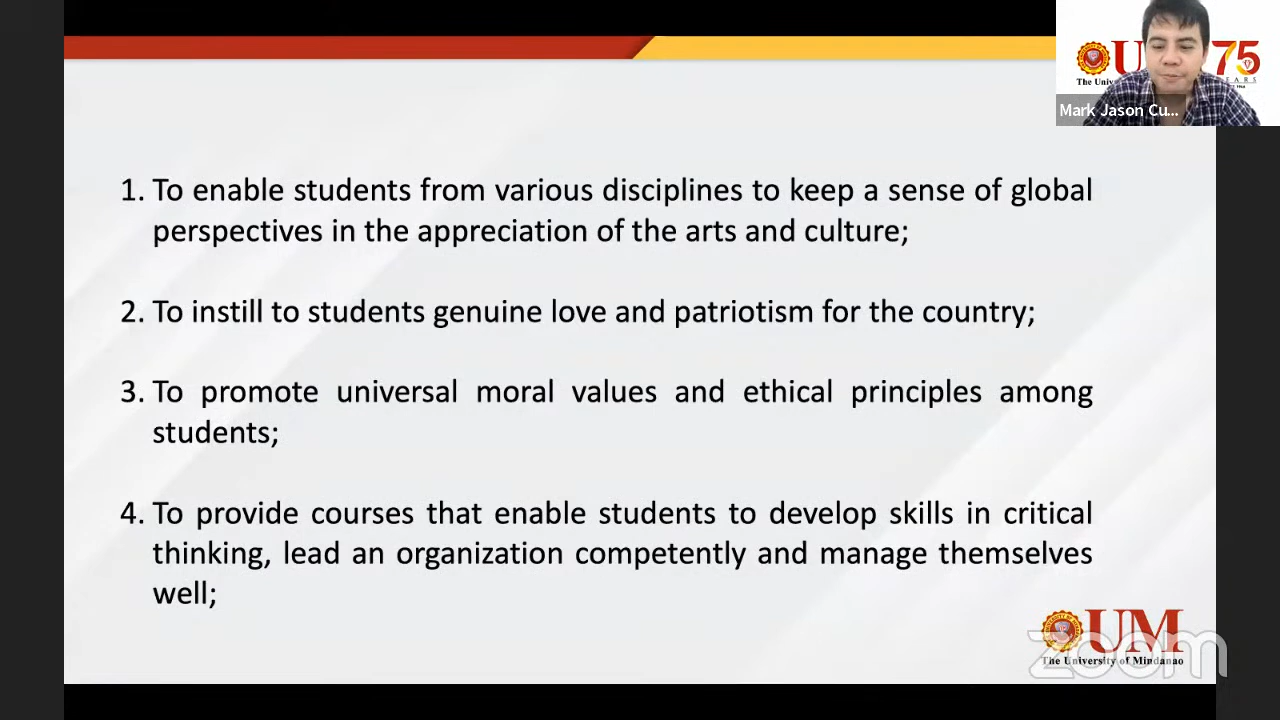 U 75
The Univ
Mark Jason Cu...
1. To enable students from various disciplines to keep a sense of global
perspectives in the appreciation of the arts and culture;
2. To instill to students genuine love and patriotism for the country;
3. To promote universal moral values and ethical principles among
students;
4. To provide courses that enable students to develop skills in critical
thinking, lead an organization competently and manage themselves
well;
UM
The University of Mindanao
zoom